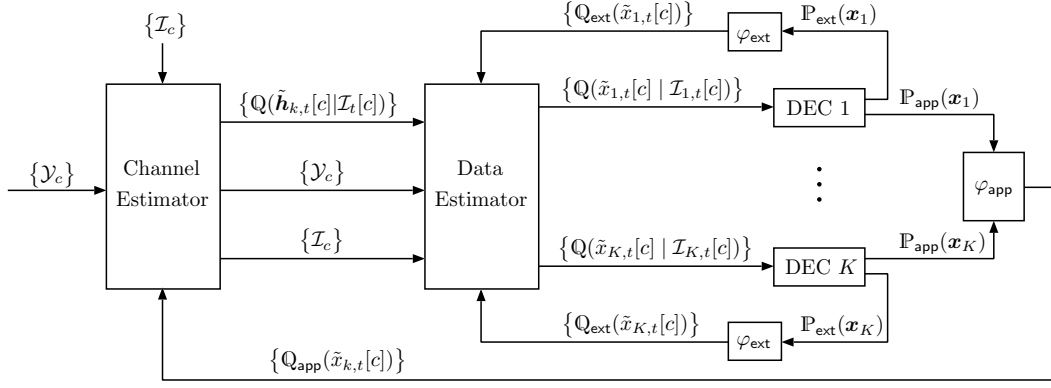 {ℐ_c}
{ℚ_ext(x̃_{1,t}[c])}
φ_ext
ℙ_ext(𝒙_1)
{ℚ(𝒉̃_{k,t}[c]|ℐ_t[c])}
{ℚ(x̃_{1,t}[c] | ℐ_{1,t}[c])}
DEC 1
ℙ_app(𝒙_1)
{𝒴_c}
Channel
Estimator
{𝒴_c}
Data
Estimator
⋮
φ_app
{ℐ_c}
{ℚ(x̃_{K,t}[c] | ℐ_{K,t}[c])}
DEC K
ℙ_app(𝒙_K)
{ℚ_ext(x̃_{K,t}[c])}
φ_ext
ℙ_ext(𝒙_K)
{ℚ_app(x̃_{k,t}[c])}